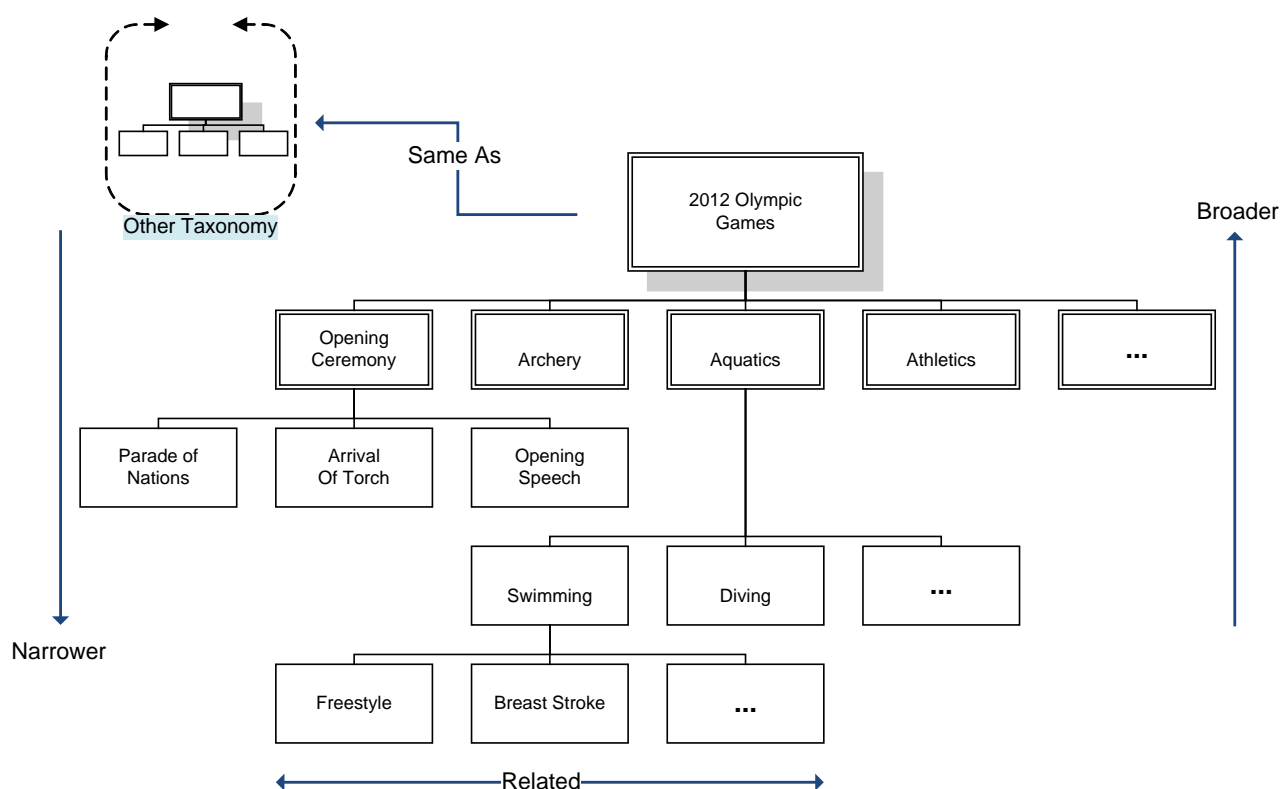 Same As
Other Taxonomy
2012 Olympic
Games
Broader
Opening
Ceremony
Archery
Aquatics
Athletics
...
Parade of
Nations
Arrival
Of Torch
Opening
Speech
Swimming
Diving
...
Narrower
Freestyle
Breast Stroke
...
Related